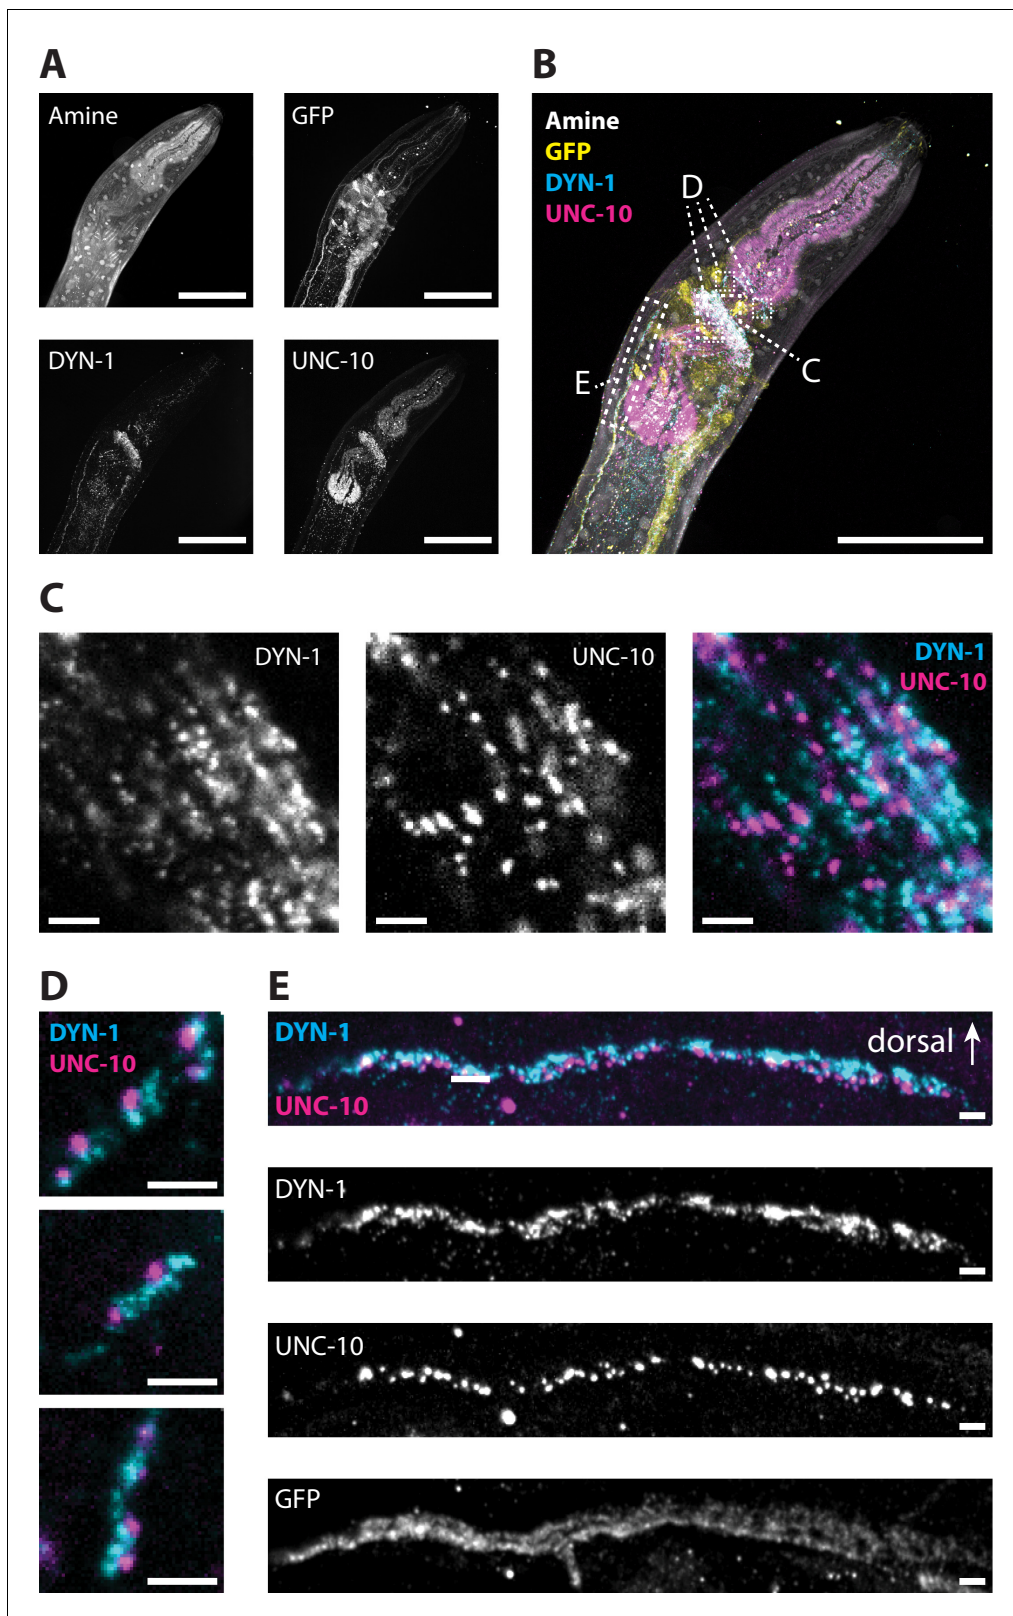 A
B
Amine
GFP
DYN-1
UNC-10
Amine
GFP
DYN-1
UNC-10
D
C
E
C
DYN-1
UNC-10
DYN-1
UNC-10
D
E
DYN-1
UNC-10
DYN-1
UNC-10
dorsal
DYN-1
UNC-10
GFP